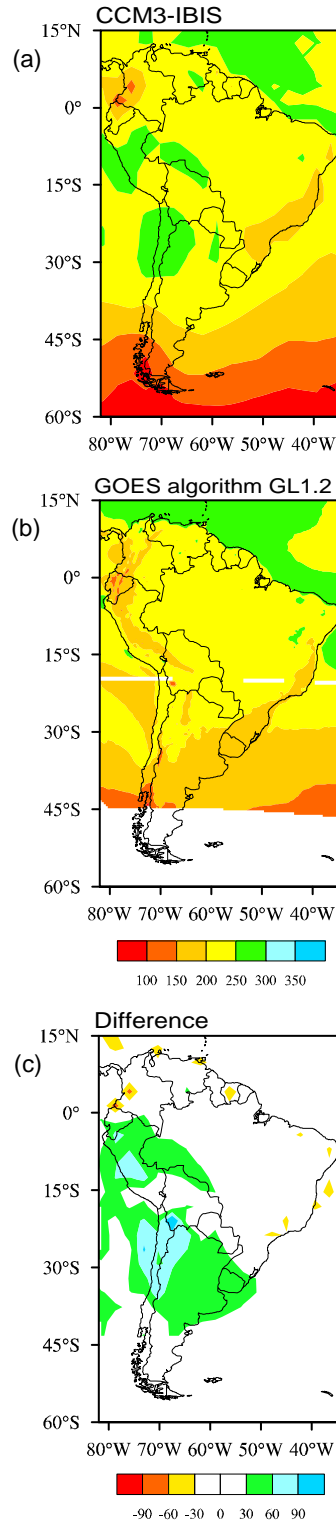 CCM3-IBIS
(a)
15°N
0°
15°S
30°S
45°S
60°S
80°W 70°W 60°W 50°W 40°W
GOES algorithm GL1.2
(b)
15°N
0°
15°S
30°S
45°S
60°S
80°W 70°W 60°W 50°W 40°W
100 150 200 250 300 350
Difference
(c)
15°N
0°
15°S
30°S
45°S
60°S
80°W 70°W 60°W 50°W 40°W
-90 -60 -30 0 30 60 90